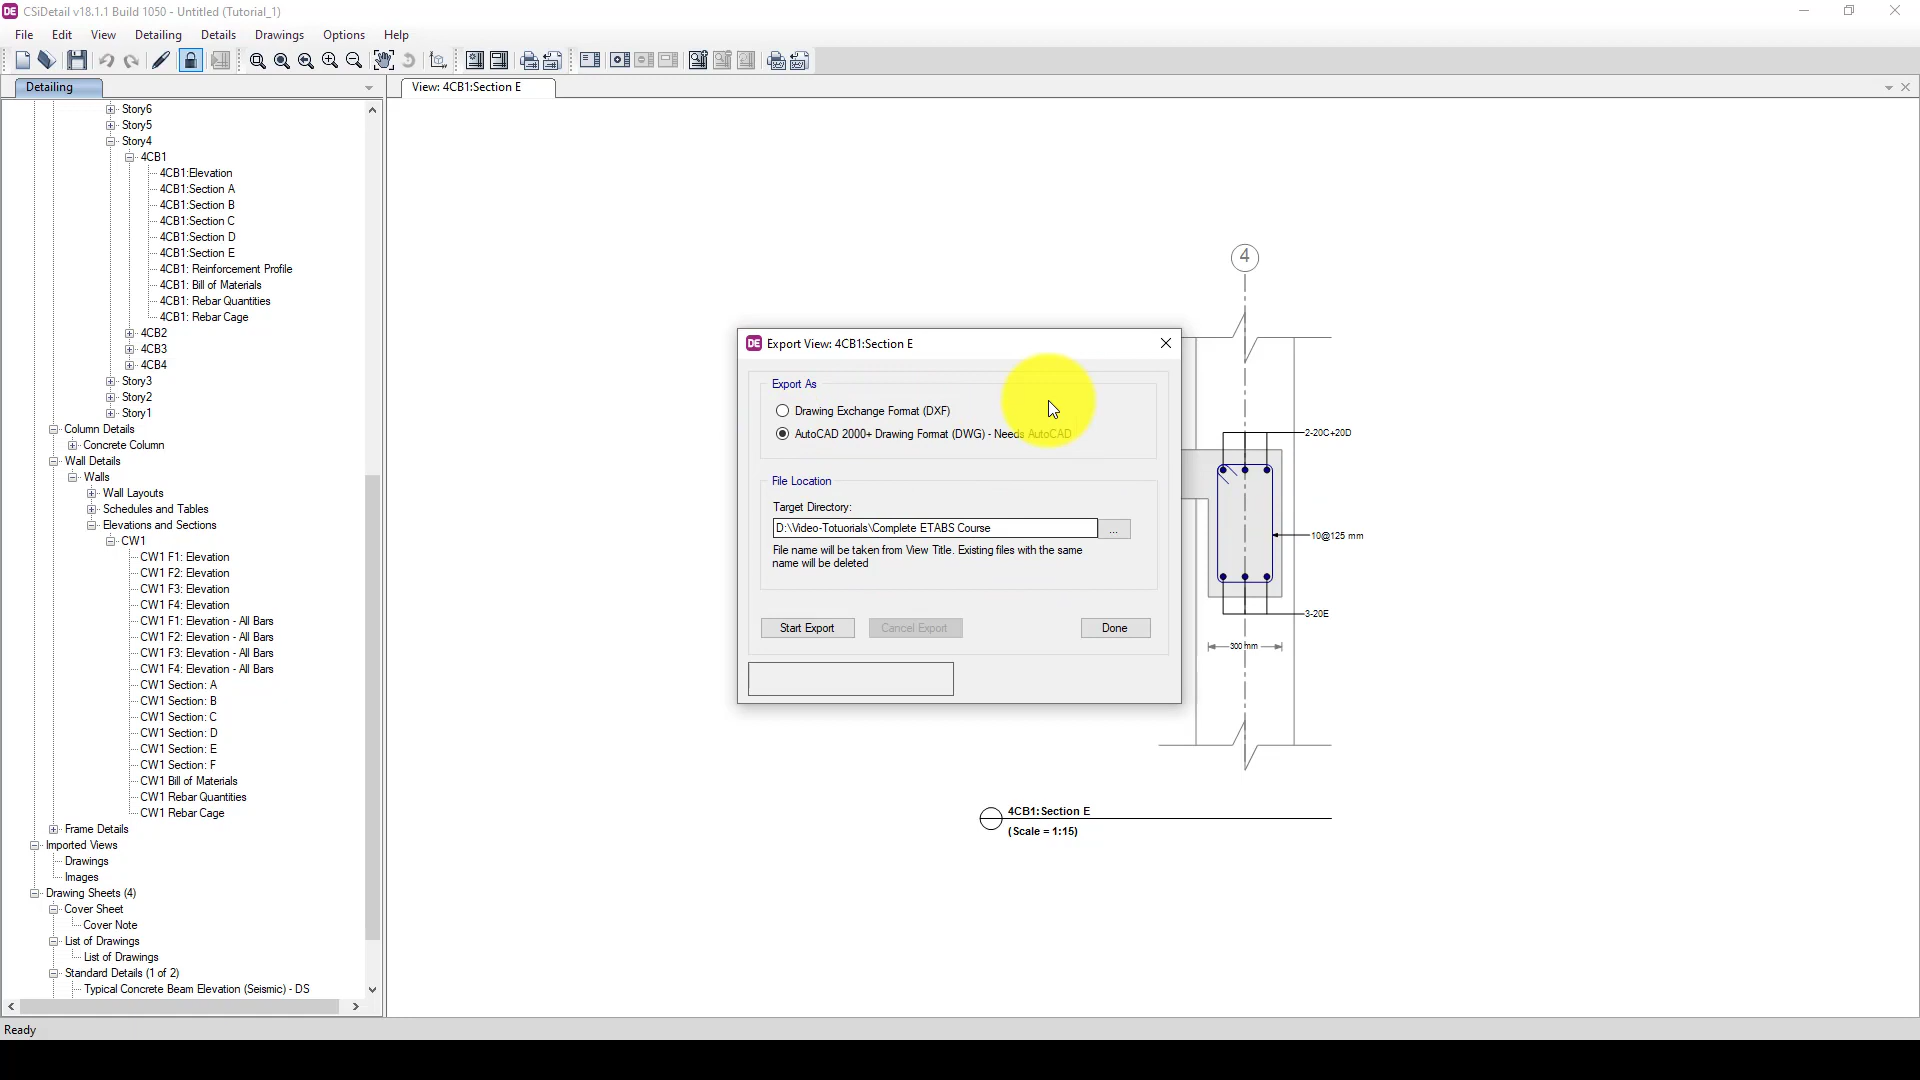 DE CSiDetail v18.1.1 Build 1050 - Untitled (Tutorial_1)
File Edit View Detailing Details Drawings Options Help
Detailing
View: 4CB1:Section E
Story6
Story5
Story4
4CB1
4CB1:Elevation
4CB1:Section A
4CB1:Section B
4CB1:Section C
4CB1:Section D
4CB1:Section E
4CB1: Reinforcement Profile
4CB1: Bill of Materials
4CB1: Rebar Quantities
4CB1: Rebar Cage
4CB2
4CB3
4CB4
Story3
Story2
Story1
Column Details
Concrete Column
Wall Details
Walls
Wall Layouts
Schedules and Tables
Elevations and Sections
CW1
CW1 F1: Elevation
CW1 F2: Elevation
CW1 F3: Elevation
CW1 F4: Elevation
CW1 F1: Elevation - All Bars
CW1 F2: Elevation - All Bars
CW1 F3: Elevation - All Bars
CW1 F4: Elevation - All Bars
CW1 Section: A
CW1 Section: B
CW1 Section: C
CW1 Section: D
CW1 Section: E
CW1 Section: F
CW1 Bill of Materials
CW1 Rebar Quantities
CW1 Rebar Cage
Frame Details
Imported Views
Drawings
Images
Drawing Sheets (4)
Cover Sheet
Cover Note
List of Drawings
List of Drawings
Standard Details (1 of 2)
Typical Concrete Beam Elevation (Seismic) - DS
Ready
DE Export View: 4CB1:Section E
Export As
Drawing Exchange Format (DXF)
AutoCAD 2000+ Drawing Format (DWG) - Needs AutoCAD
File Location
Target Directory:
D:\Video-Totuorials\Complete ETABS Course
...
File name will be taken from View Title. Existing files with the same
name will be deleted
Start Export
Cancel Export
Done
4
2-20C+20D
10@125 mm
3-20E
300 mm
4CB1:Section E
(Scale = 1:15)